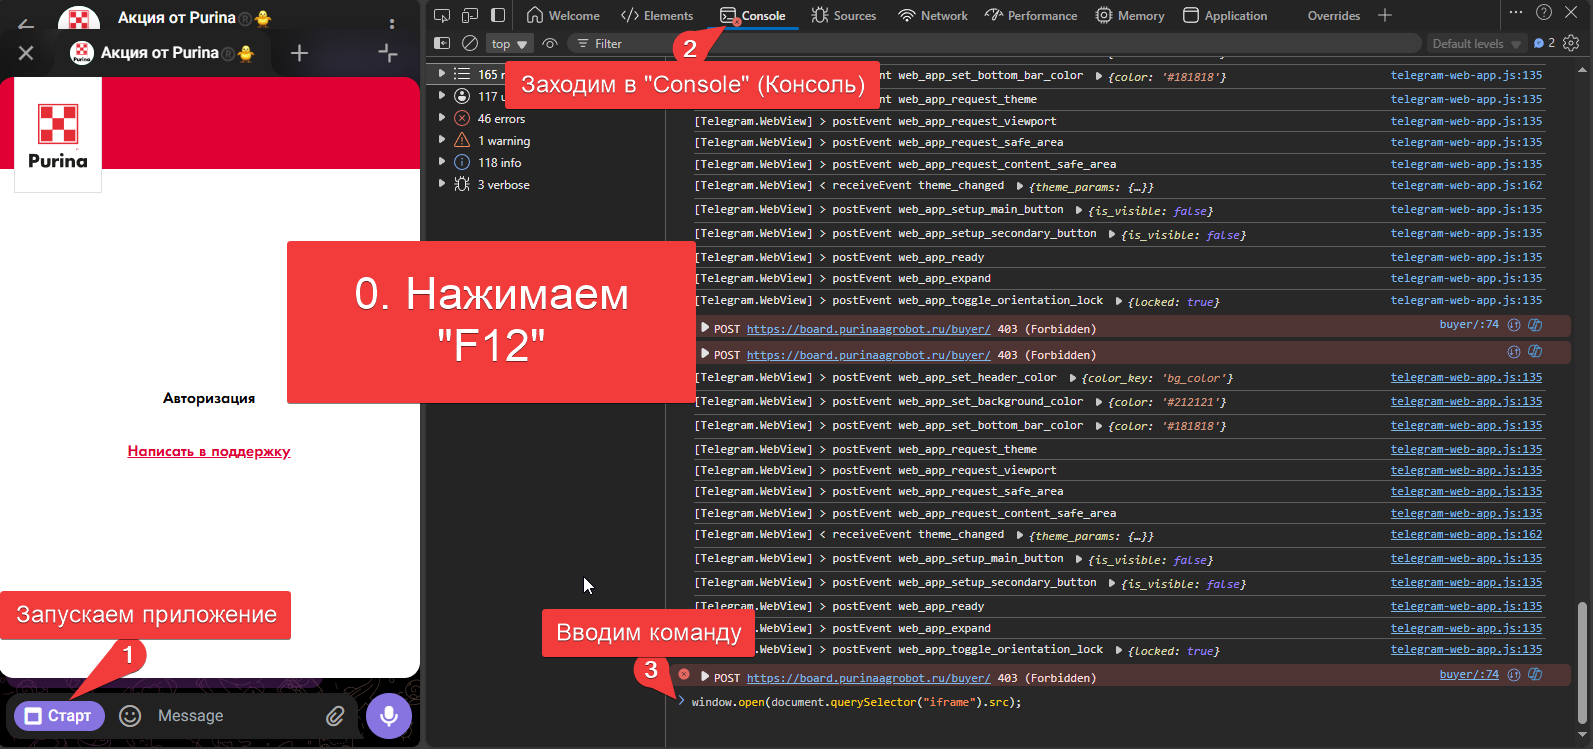 Акция от Purina®🐥
Акция от Purina®🐥
Purina
Авторизация
Написать в поддержку
Запускаем приложение
1
Старт
Message
0. Нажимаем
"F12"
Welcome
Elements
Console
Sources
Network
Performance
Memory
Application
Overrides
top
Filter
Default levels
2
2
Заходим в "Console" (Консоль)
165
117
46 errors
1 warning
118 info
3 verbose
Event web_app_set_bottom_bar_color {color: '#181818'} telegram-web-app.js:135
Event web_app_request_theme telegram-web-app.js:135
[Telegram.WebView] > postEvent web_app_request_viewport telegram-web-app.js:135
[Telegram.WebView] > postEvent web_app_request_safe_area telegram-web-app.js:135
[Telegram.WebView] > postEvent web_app_request_content_safe_area telegram-web-app.js:135
[Telegram.WebView] < receiveEvent theme_changed {theme_params: {…}} telegram-web-app.js:162
[Telegram.WebView] > postEvent web_app_setup_main_button {is_visible: false} telegram-web-app.js:135
[Telegram.WebView] > postEvent web_app_setup_secondary_button {is_visible: false} telegram-web-app.js:135
[Telegram.WebView] > postEvent web_app_ready telegram-web-app.js:135
[Telegram.WebView] > postEvent web_app_expand telegram-web-app.js:135
[Telegram.WebView] > postEvent web_app_toggle_orientation_lock {locked: true} telegram-web-app.js:135
POST https://board.purinaagrobot.ru/buyer/ 403 (Forbidden) buyer/:74
POST https://board.purinaagrobot.ru/buyer/ 403 (Forbidden)
[Telegram.WebView] > postEvent web_app_set_header_color {color_key: 'bg_color'} telegram-web-app.js:135
[Telegram.WebView] > postEvent web_app_set_background_color {color: '#212121'} telegram-web-app.js:135
[Telegram.WebView] > postEvent web_app_set_bottom_bar_color {color: '#181818'} telegram-web-app.js:135
[Telegram.WebView] > postEvent web_app_request_theme telegram-web-app.js:135
[Telegram.WebView] > postEvent web_app_request_viewport telegram-web-app.js:135
[Telegram.WebView] > postEvent web_app_request_safe_area telegram-web-app.js:135
[Telegram.WebView] > postEvent web_app_request_content_safe_area telegram-web-app.js:135
[Telegram.WebView] < receiveEvent theme_changed {theme_params: {…}} telegram-web-app.js:162
[Telegram.WebView] > postEvent web_app_setup_main_button {is_visible: false} telegram-web-app.js:135
[Telegram.WebView] > postEvent web_app_setup_secondary_button {is_visible: false} telegram-web-app.js:135
[Telegram.WebView] > postEvent web_app_ready telegram-web-app.js:135
.WebView] > postEvent web_app_expand telegram-web-app.js:135
.WebView] > postEvent web_app_toggle_orientation_lock {locked: true} telegram-web-app.js:135
Вводим команду
3
POST https://board.purinaagrobot.ru/buyer/ 403 (Forbidden) buyer/:74
> window.open(document.querySelector("iframe").src);